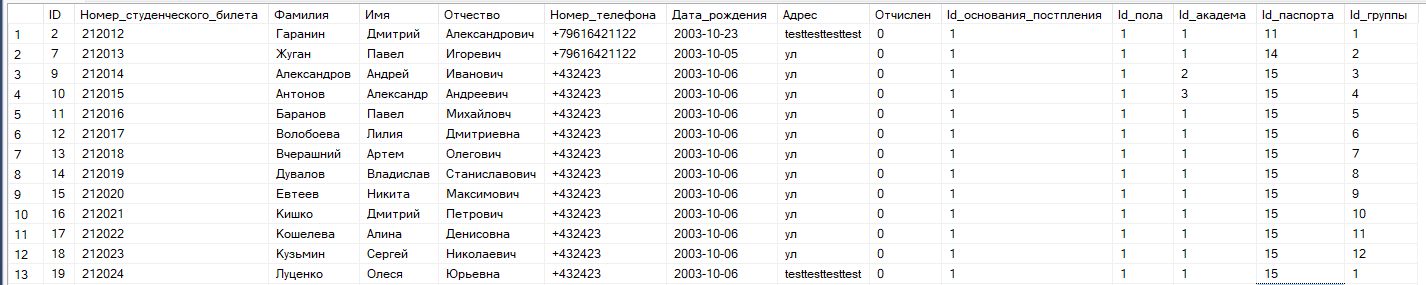 ID Номер_студенческого_билета Фамилия Имя Отчество Номер_телефона Дата_рождения Адрес Отчислен Id_основания_постпления Id_пола Id_академа Id_паспорта Id_группы
1 2 212012 Гаранин Дмитрий Александрович +79616421122 2003-10-23 testtesttesttest 0 1 1 1 11 1
2 7 212013 Жуган Павел Игоревич +79616421122 2003-10-05 ул 0 1 1 1 14 2
3 9 212014 Александров Андрей Иванович +432423 2003-10-06 ул 0 1 1 2 15 3
4 10 212015 Антонов Александр Андреевич +432423 2003-10-06 ул 0 1 1 3 15 4
5 11 212016 Баранов Павел Михайловч +432423 2003-10-06 ул 0 1 1 1 15 5
6 12 212017 Волобоева Лилия Дмитриевна +432423 2003-10-06 ул 0 1 1 1 15 6
7 13 212018 Вчерашний Артем Олегович +432423 2003-10-06 ул 0 1 1 1 15 7
8 14 212019 Дувалов Владислав Станиславович +432423 2003-10-06 ул 0 1 1 1 15 8
9 15 212020 Евтеев Никита Максимович +432423 2003-10-06 ул 0 1 1 1 15 9
10 16 212021 Кишко Дмитрий Петрович +432423 2003-10-06 ул 0 1 1 1 15 10
11 17 212022 Кошелева Алина Денисовна +432423 2003-10-06 ул 0 1 1 1 15 11
12 18 212023 Кузьмин Сергей Николаевич +432423 2003-10-06 ул 0 1 1 1 15 12
13 19 212024 Луценко Олеся Юрьевна +432423 2003-10-06 testtesttesttest 0 1 1 1 15 1